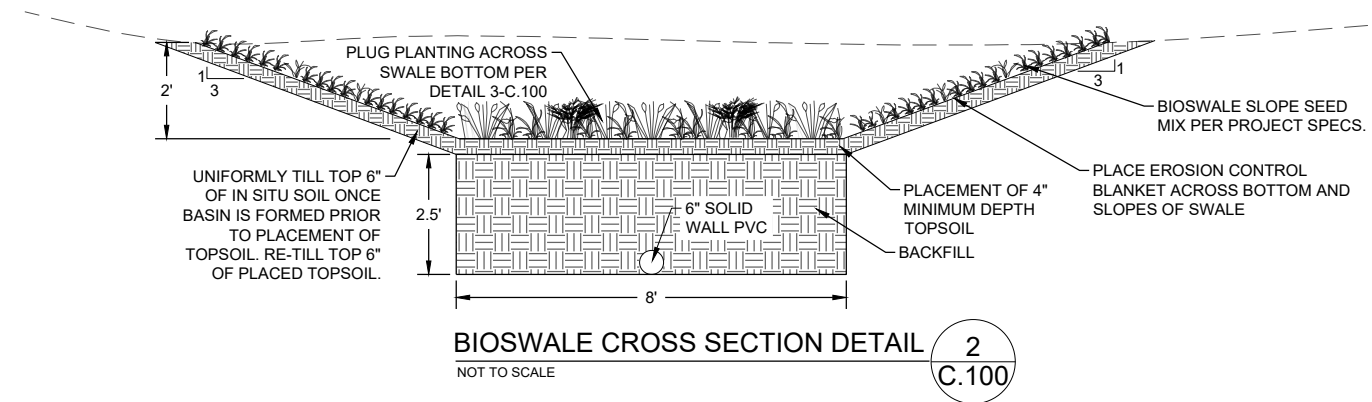 PLUG PLANTING ACROSS
SWALE BOTTOM PER
DETAIL 3-C.100
2'
1
3
1
3
BIOSWALE SLOPE SEED
MIX PER PROJECT SPECS.
UNIFORMLY TILL TOP 6"
OF IN SITU SOIL ONCE
BASIN IS FORMED PRIOR
TO PLACEMENT OF
TOPSOIL. RE-TILL TOP 6"
OF PLACED TOPSOIL.
2.5'
6" SOLID
WALL PVC
PLACEMENT OF 4"
MINIMUM DEPTH
TOPSOIL
BACKFILL
PLACE EROSION CONTROL
BLANKET ACROSS BOTTOM AND
SLOPES OF SWALE
8'
BIOSWALE CROSS SECTION DETAIL
NOT TO SCALE
2
C.100